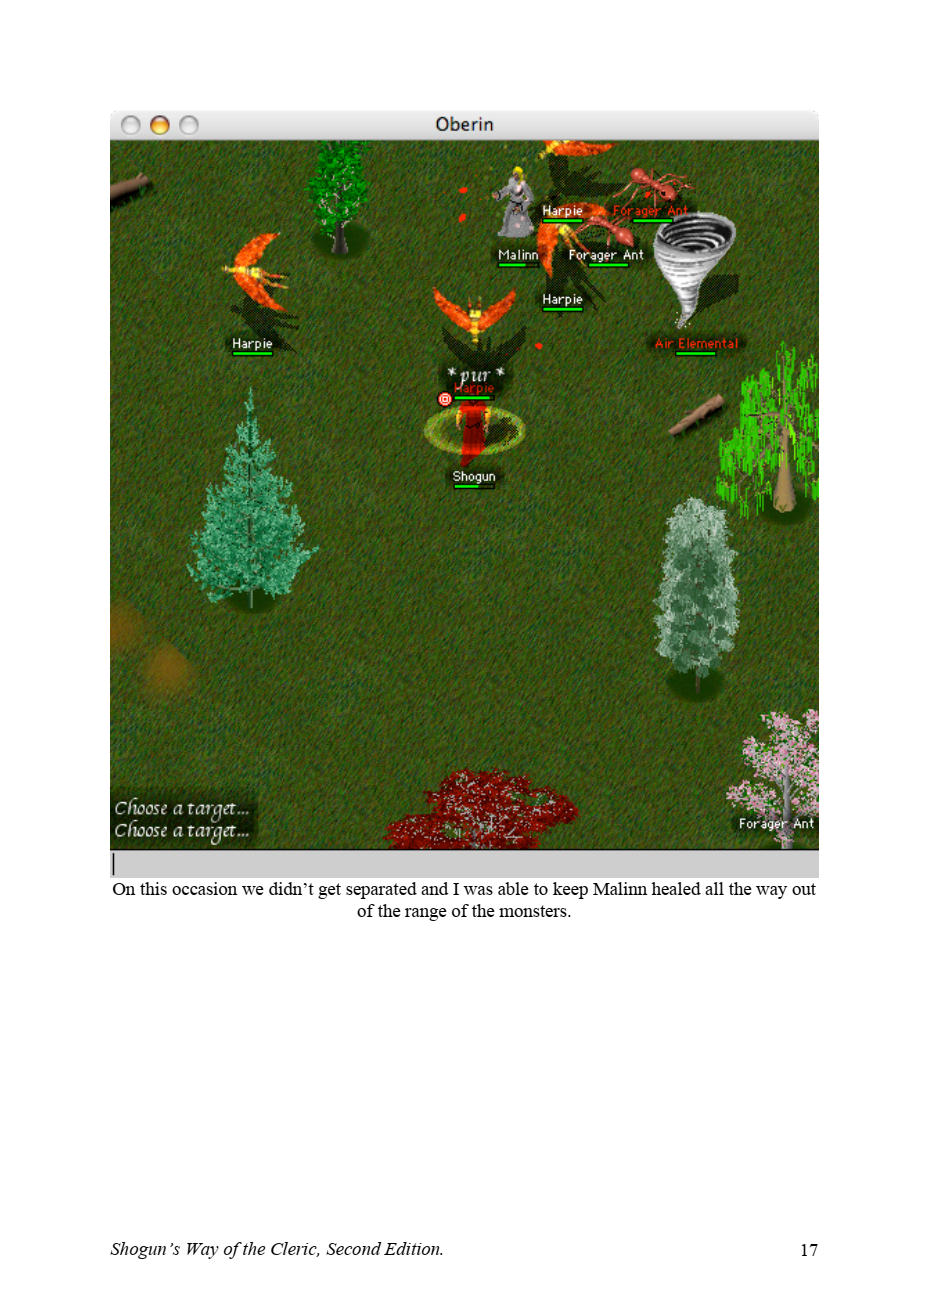 Oberin
Harpie
Forager Ant
Malinn
Forager Ant
Harpie
Harpie
Air Elemental
*pur*
Harpie
Shogun
Choose a target...
Choose a target...
Forager Ant
On this occasion we didn’t get separated and I was able to keep Malinn healed all the way out
of the range of the monsters.
Shogun’s Way of the Cleric, Second Edition.
17